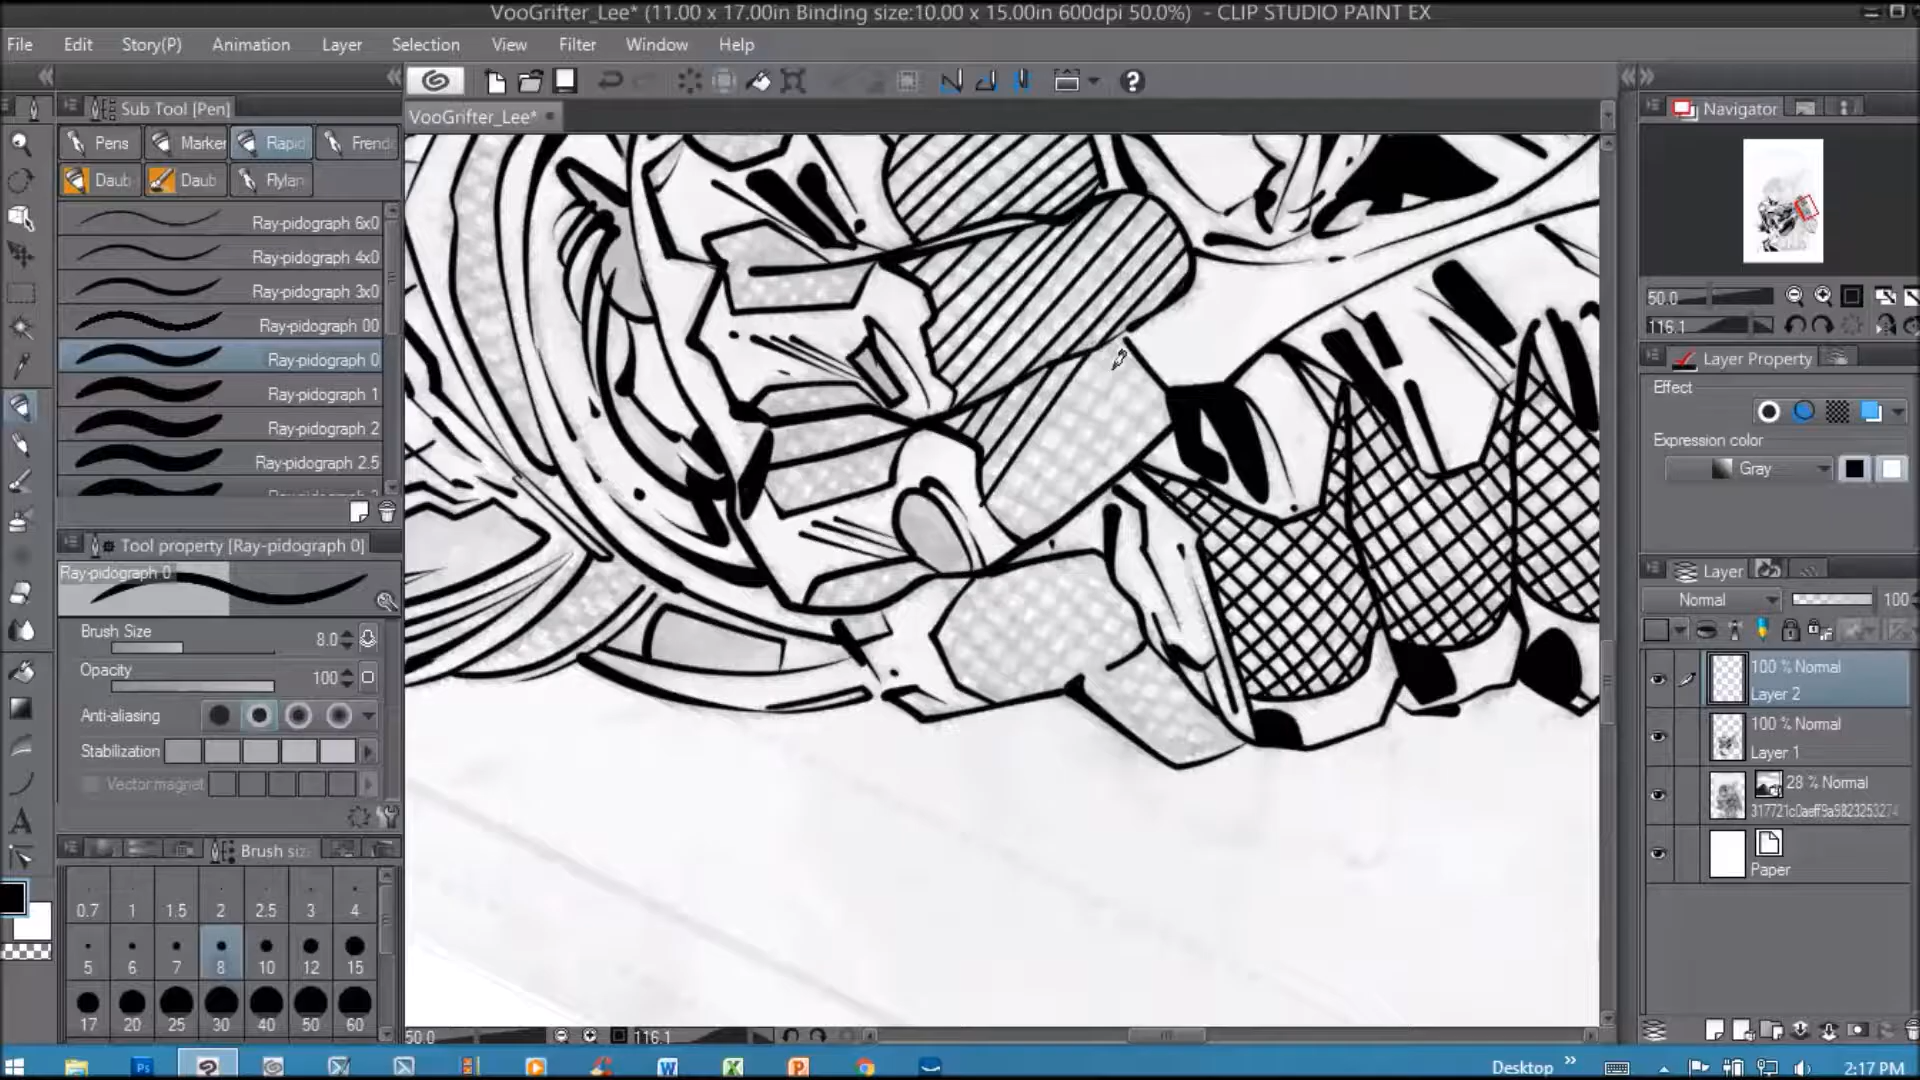 VooGrifter_Lee* (11.00 x 17.00in Binding size:10.00 x 15.00in 600dpi 50.0%) - CLIP STUDIO PAINT EX
File Edit Story(P) Animation Layer Selection View Filter Window Help
Sub Tool [Pen]
VooGrifter_Lee*
Pens Marker Rapid Frend
Daub Daub Flylan
Ray-pidograph 6x0
Ray-pidograph 4x0
Ray-pidograph 3x0
Ray-pidograph 00
Ray-pidograph 0
Ray-pidograph 1
Ray-pidograph 2
Ray-pidograph 2.5
Tool property [Ray-pidograph 0]
Ray-pidograph 0
Brush Size 8.0
Opacity 100
Anti-aliasing
Stabilization
Vector magnet
Brush siz
0.7 1 1.5 2 2.5 3 4
5 6 7 8 10 12 15
17 20 25 30 40 50 60
50.0 116.1
Navigator
50.0
116.1
Layer Property
Effect
Expression color
Gray
Layer
Normal 100
100 % Normal
Layer 2
100 % Normal
Layer 1
28 % Normal
Paper
Desktop »
2:17 PM